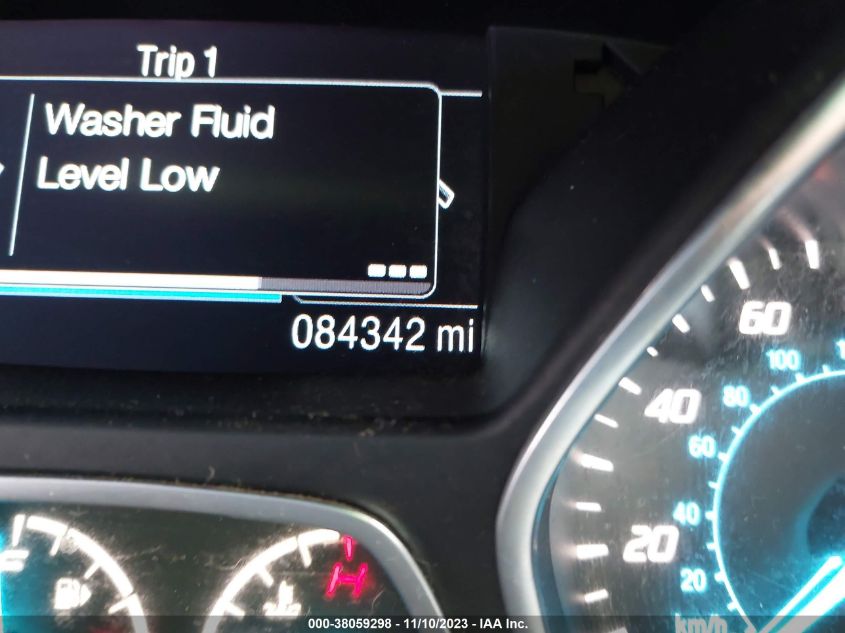 Trip 1
Washer Fluid
Level Low
084342 mi
60
100
40
80
60
40
20
20
km/h
H
000-38059298 - 11/10/2023 - IAA Inc.